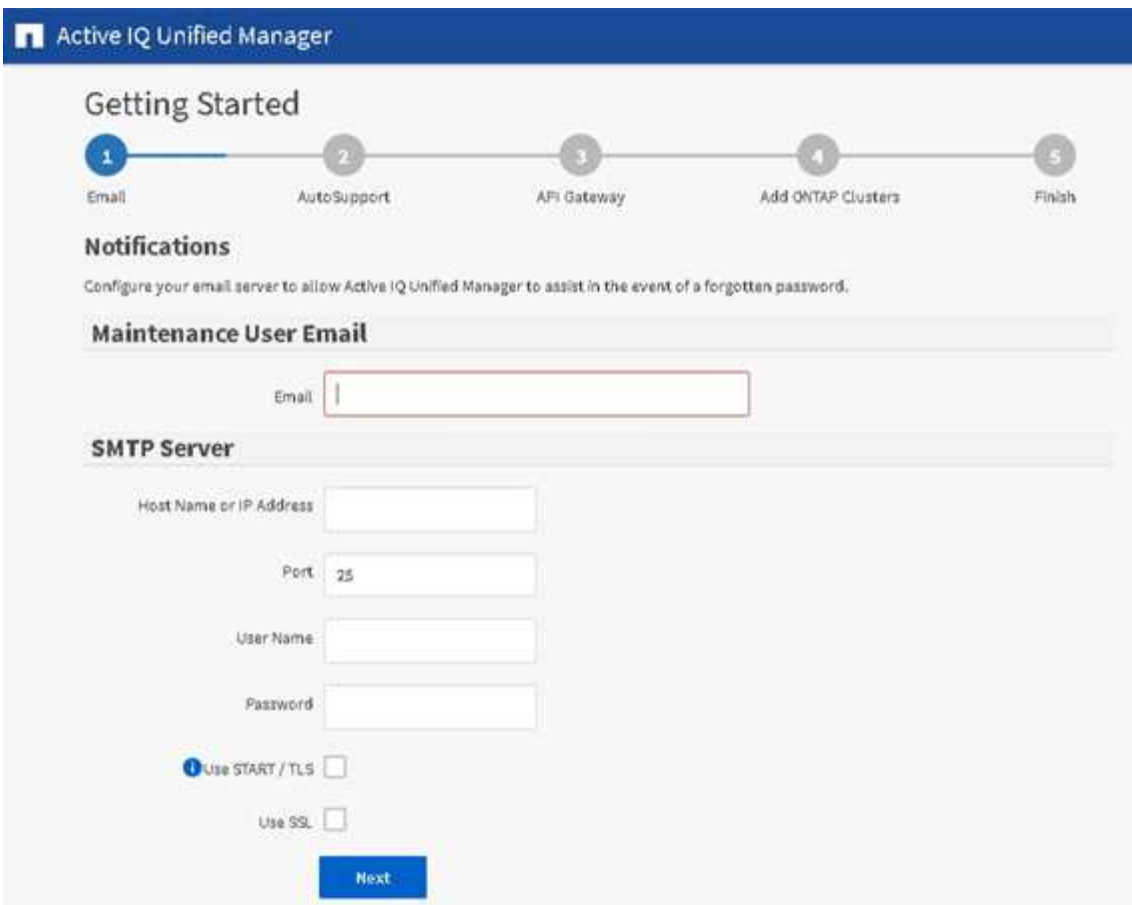 Active IQ Unified Manager
Getting Started
1 2 3 4 5
Email AutoSupport API Gateway Add ONTAP Clusters Finish
Notifications
Configure your email server to allow Active IQ Unified Manager to assist in the event of a forgotten password.
Maintenance User Email
Email
SMTP Server
Host Name or IP Address
Port 25
User Name
Password
Use START / TLS
Use SSL
Next